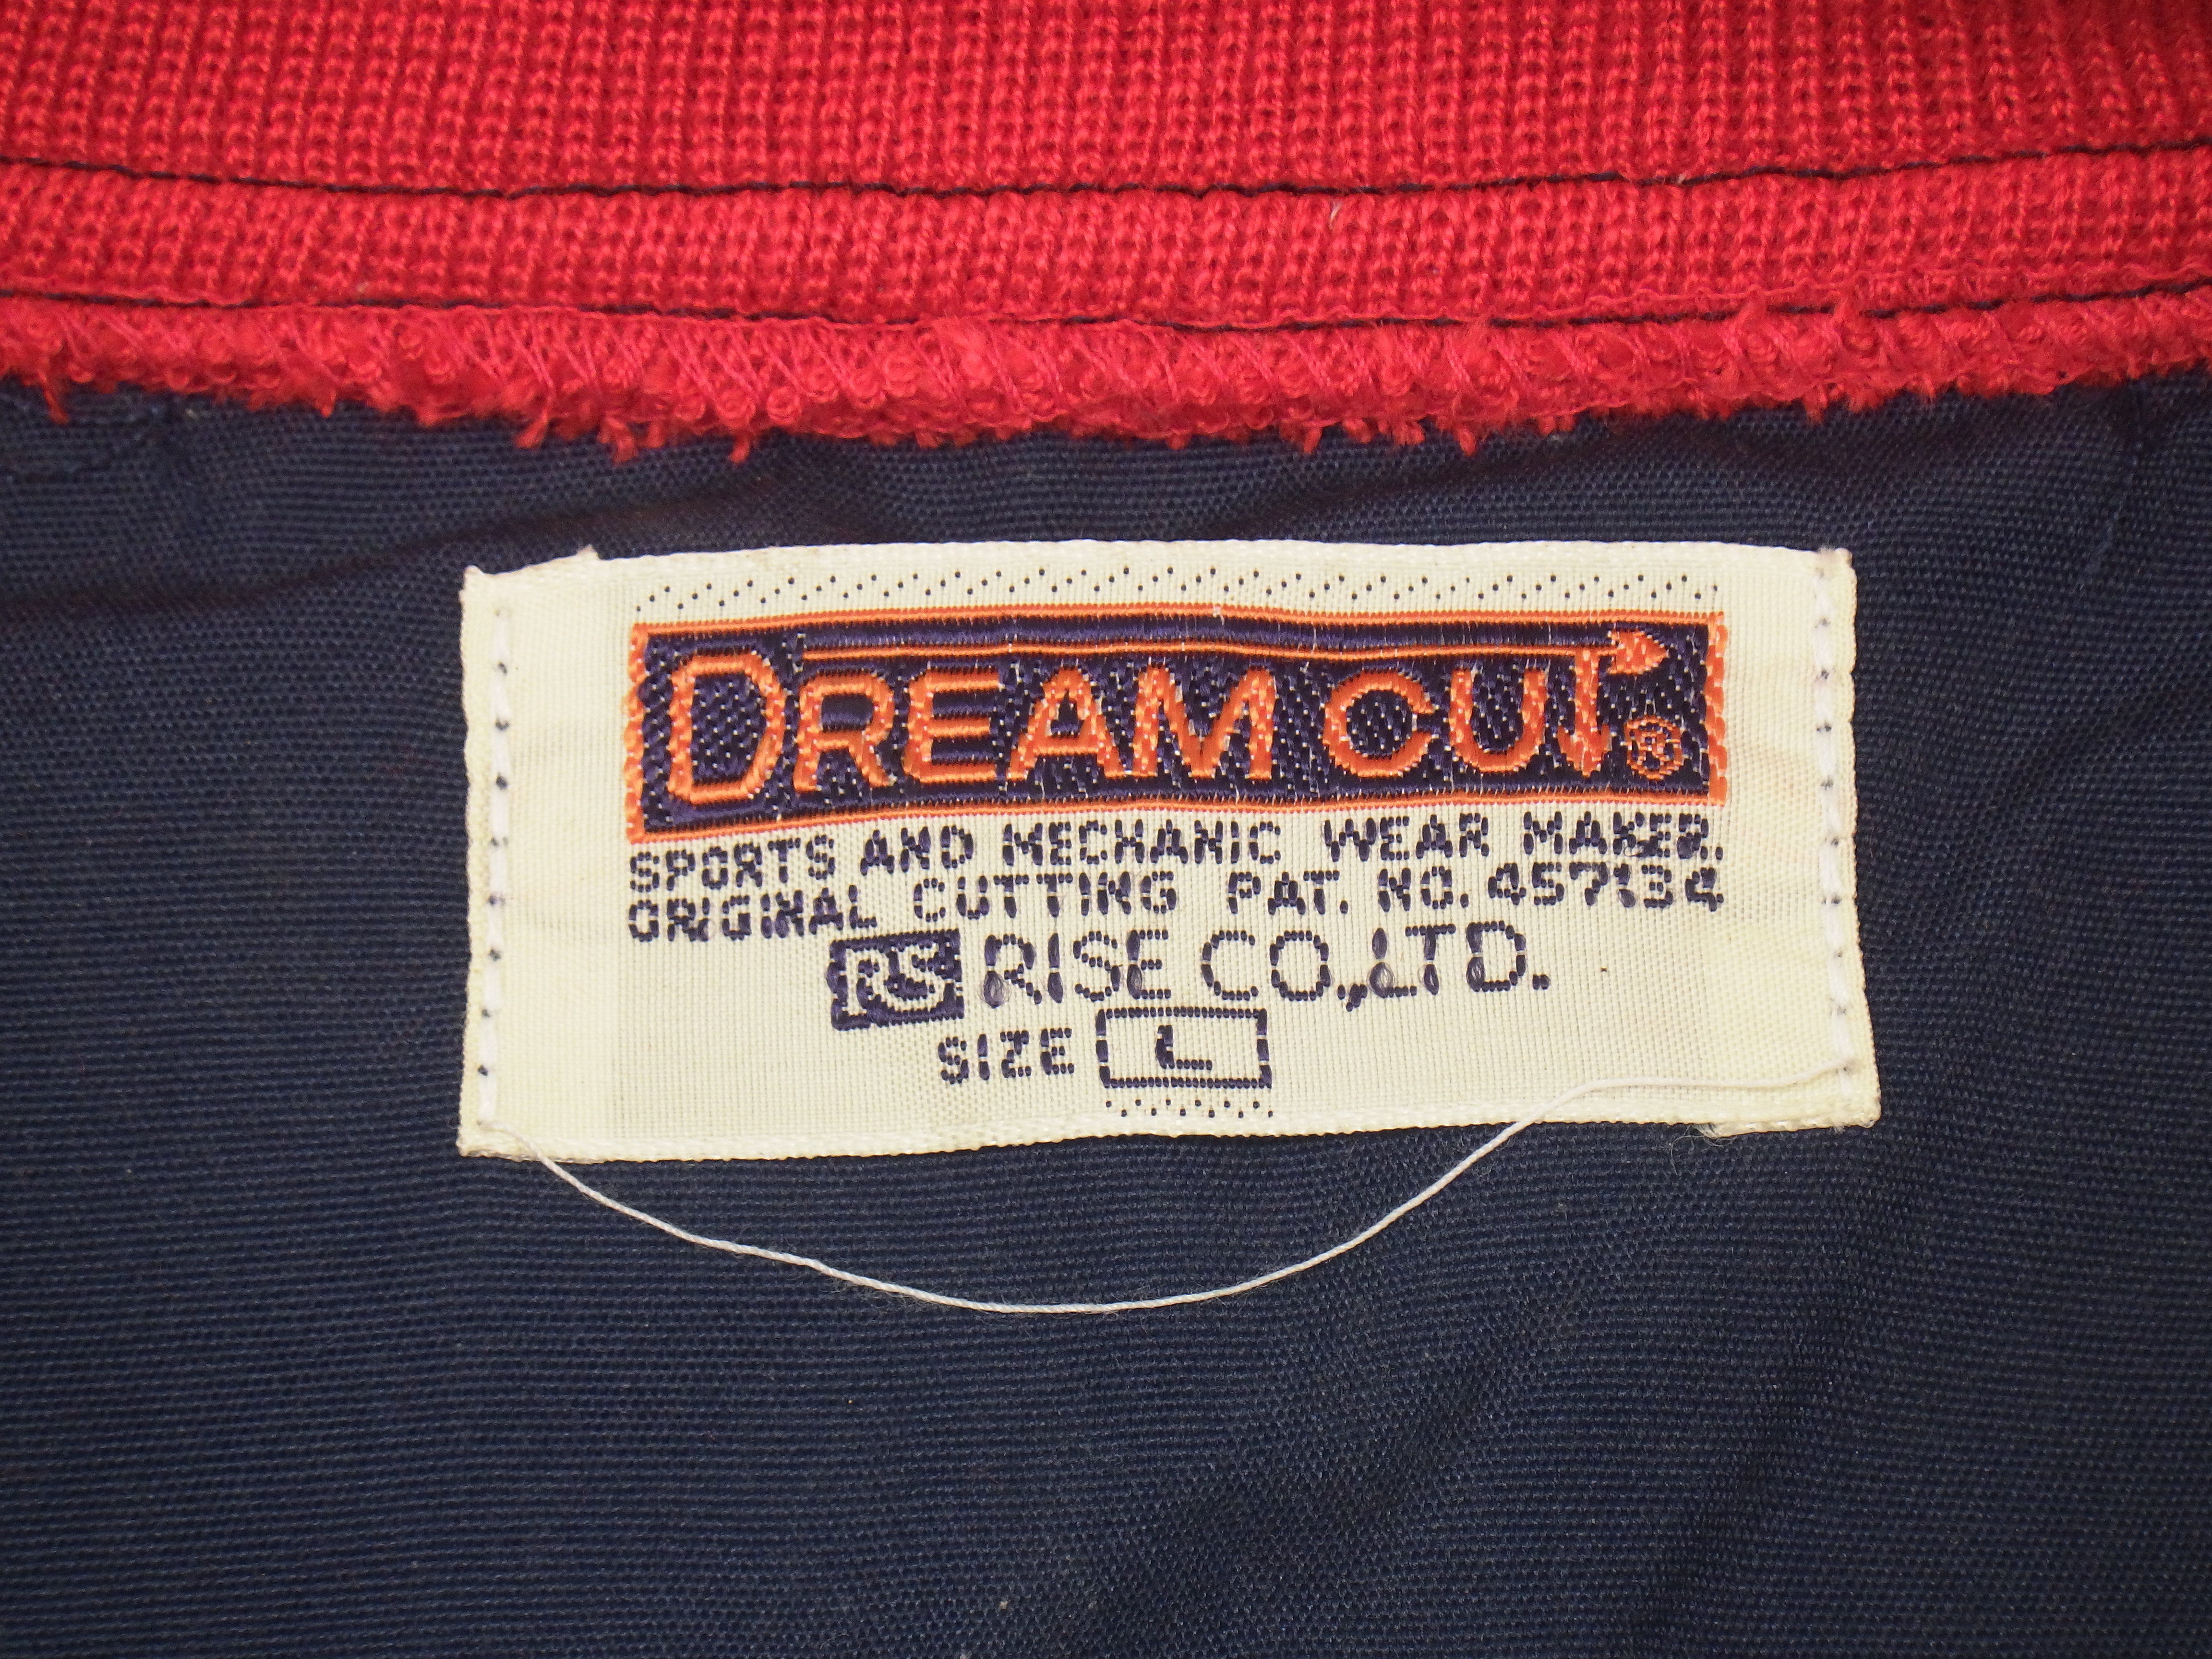 DREAM CUT ®
SPORTS AND MECHANIC WEAR MAKER.
ORIGINAL CUTTING PAT. NO. 457134
RS RISE CO.,LTD.
SIZE L